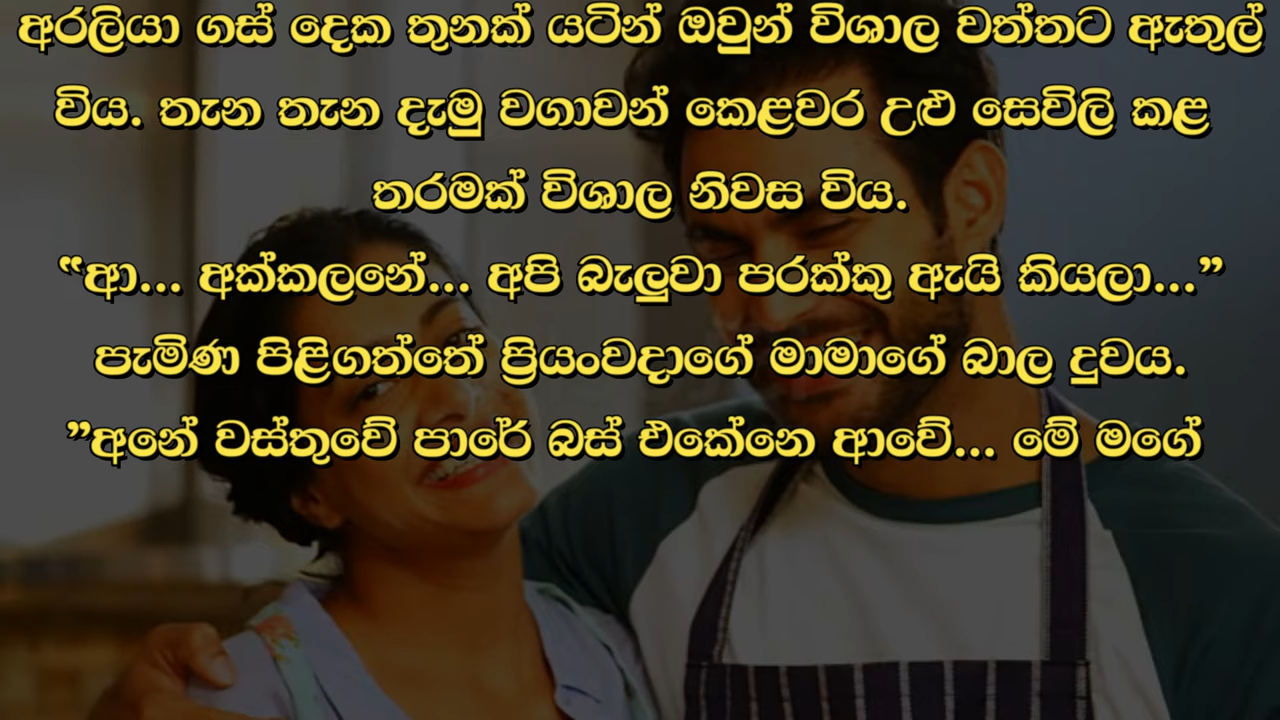 අරලියා ගස් දෙක තුනක් යටින් ඔවුන් විශාල වත්තට ඇතුල්
විය. තැන තැන දැමූ වගාවන් කෙළවර උළු සෙවිලි කළ
තරමක් විශාල නිවස විය.
“ආ... අක්කලනේ... අපි බැලුවා පරක්කු ඇයි කියලා...”
පැමිණ පිළිගත්තේ ප්‍රියංවදාගේ මාමාගේ බාල දුවය.
”අනේ වස්තුවේ පාරේ බස් එකේනෙ ආවේ... මේ මගේ